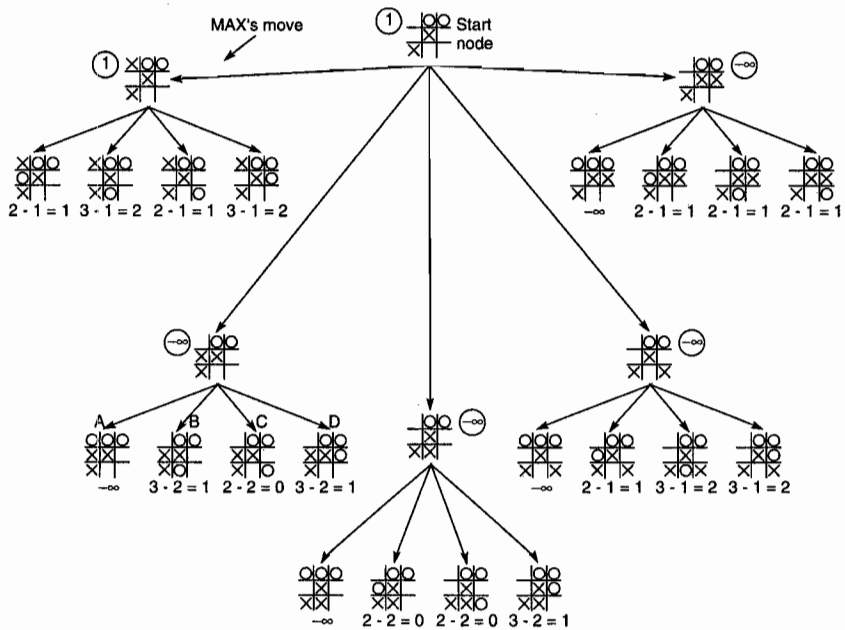 MAX's move
1
Start
node
1
−∞
2 - 1 = 1
3 - 1 = 2
2 - 1 = 1
3 - 1 = 2
−∞
2 - 1 = 1
2 - 1 = 1
2 - 1 = 1
−∞
−∞
A
B
C
D
−∞
−∞
3 - 2 = 1
2 - 2 = 0
3 - 2 = 1
−∞
2 - 1 = 1
3 - 1 = 2
3 - 1 = 2
−∞
2 - 2 = 0
2 - 2 = 0
3 - 2 = 1